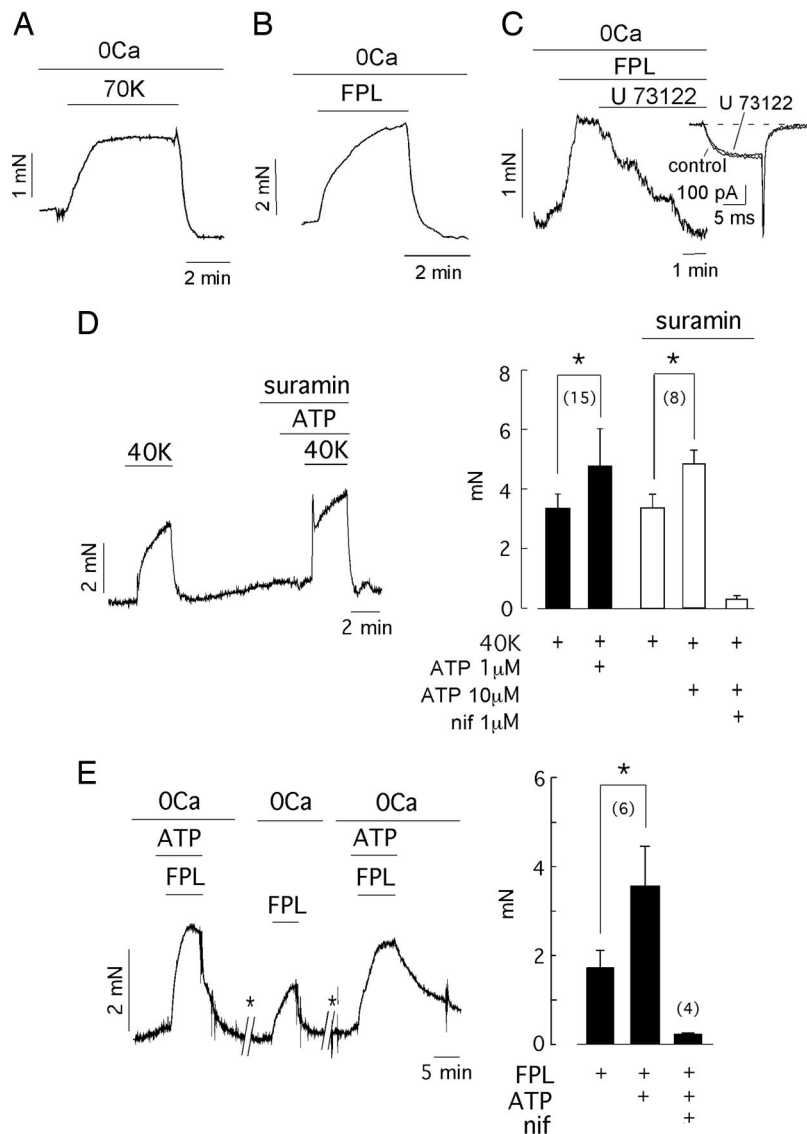 A
0Ca
70K
1 mN
2 min
B
0Ca
FPL
2 mN
2 min
C
0Ca
FPL
U 73122
U 73122
control
100 pA
5 ms
1 mN
1 min
D
suramin
ATP
40K
40K
2 mN
2 min
suramin
*
*
(15)
(8)
8
6
4
2
0
mN
40K + + + + +
ATP 1μM +
ATP 10μM + +
nif 1μM +
E
0Ca
0Ca
0Ca
ATP
ATP
FPL
FPL
FPL
2 mN
*
*
5 min
6
4
2
0
mN
*
(6)
(4)
FPL + + +
ATP + +
nif +